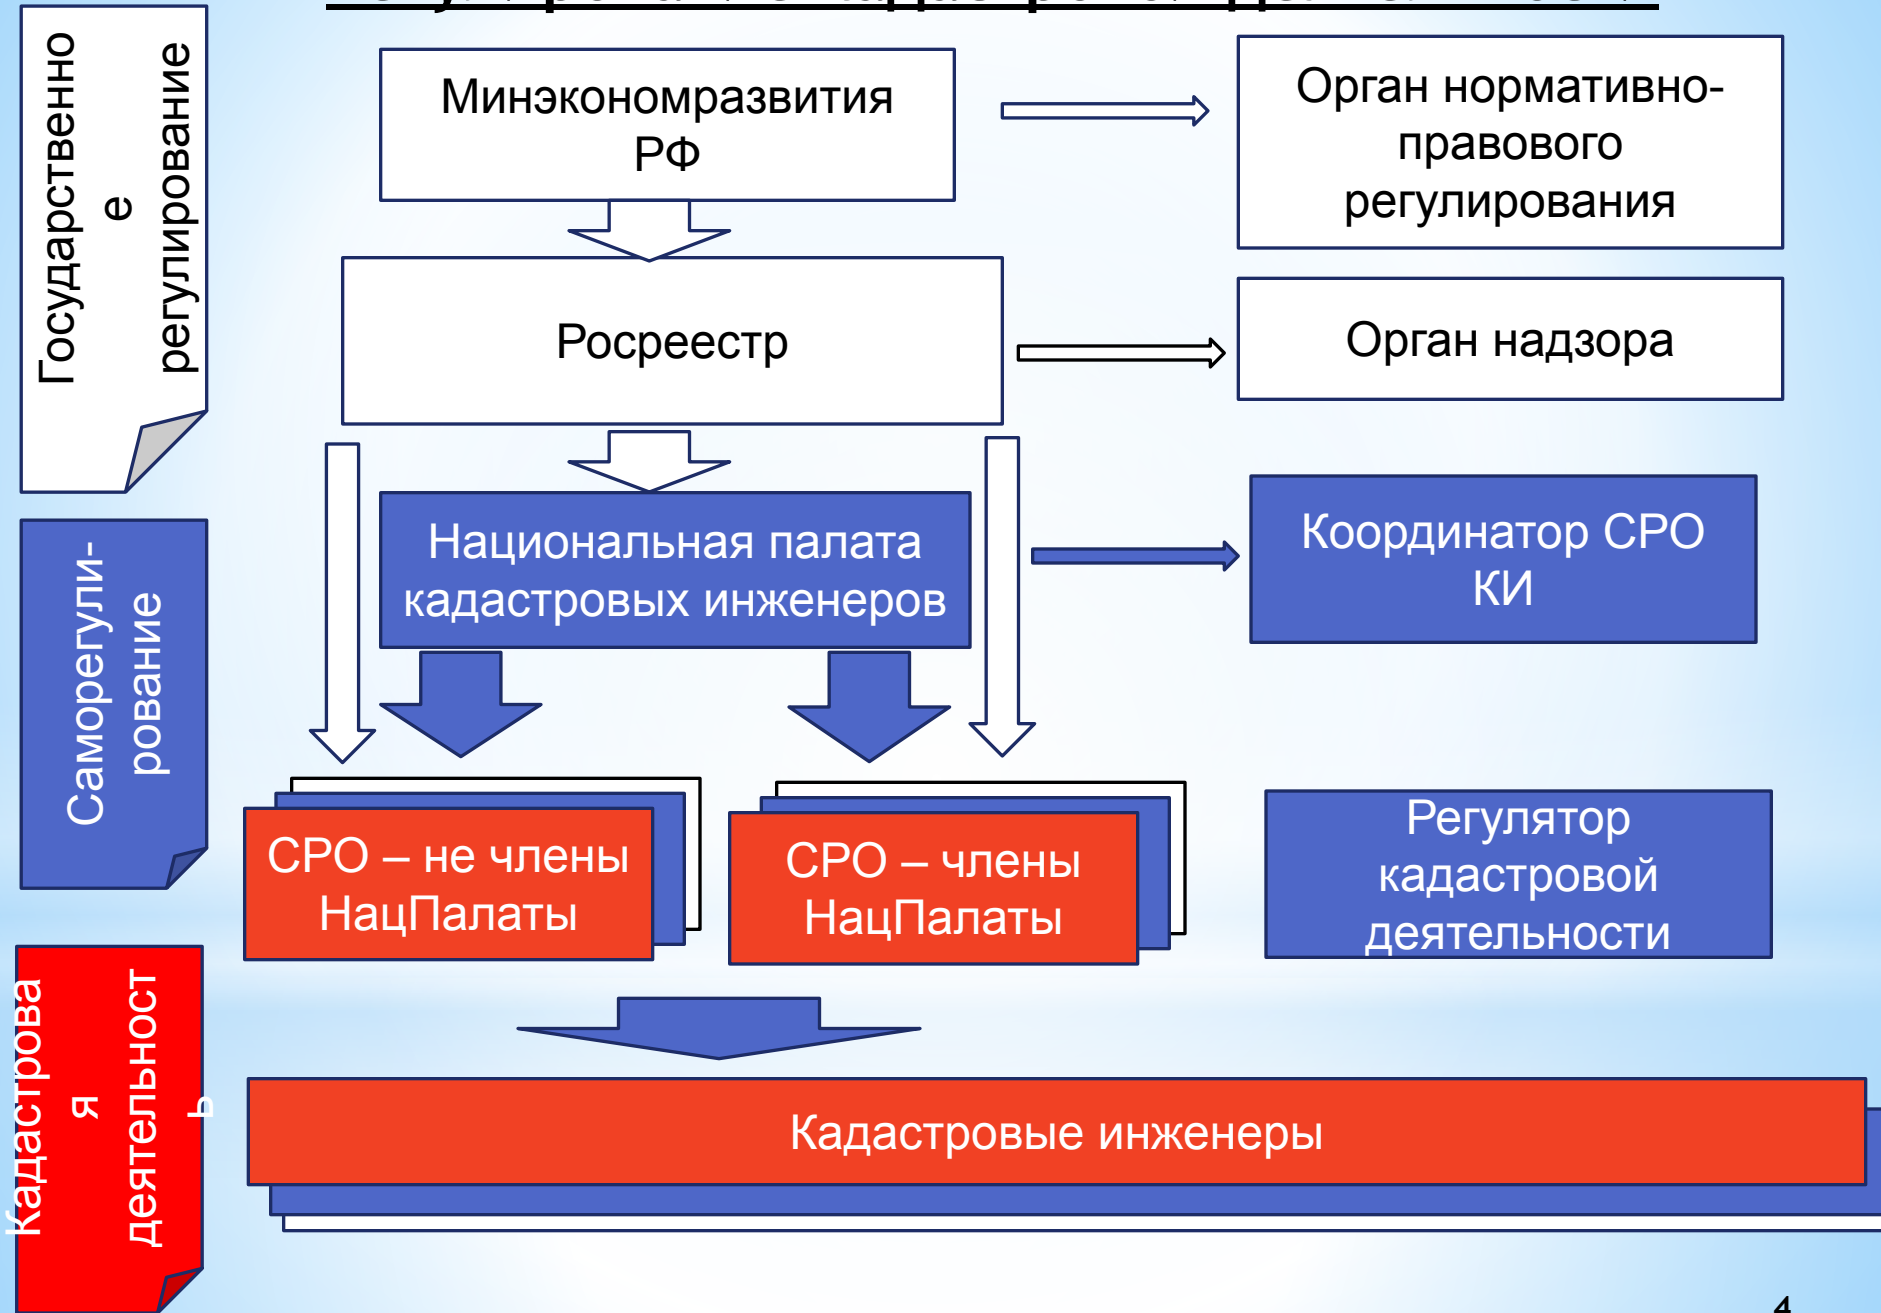 Государственно
е
регулирование
Минэкономразвития
РФ
Орган нормативно-
правового
регулирования
Росреестр
Орган надзора
Саморегули-
рование
Национальная палата
кадастровых инженеров
Координатор СРО
КИ
СРО – не члены
НацПалаты
СРО – члены
НацПалаты
Регулятор
кадастровой
деятельности
Кадастрова
я
деятельност
ь
Кадастровые инженеры
4